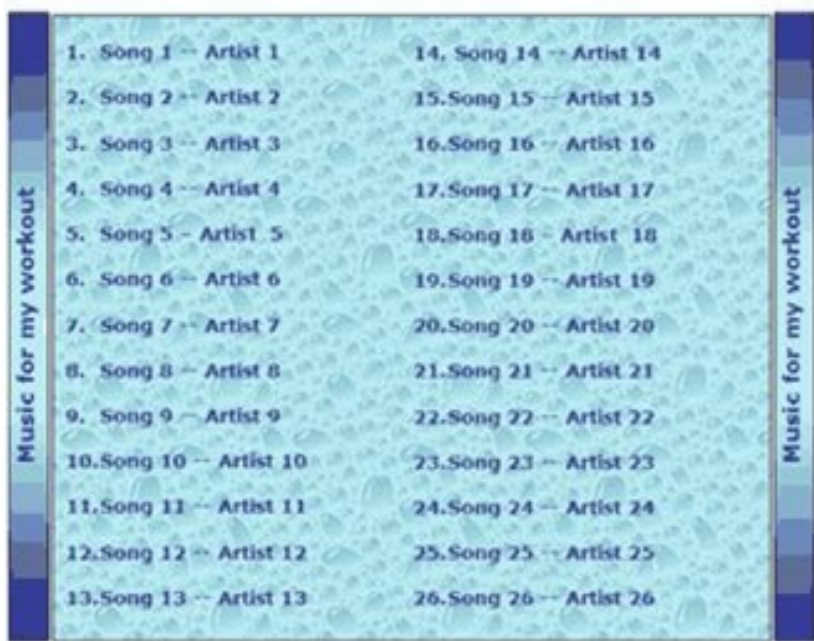 Music for my workout
1. Song 1 -- Artist 1
2. Song 2 -- Artist 2
3. Song 3 -- Artist 3
4. Song 4 -- Artist 4
5. Song 5 - Artist 5
6. Song 6 -- Artist 6
7. Song 7 -- Artist 7
8. Song 8 -- Artist 8
9. Song 9 -- Artist 9
10.Song 10 -- Artist 10
11.Song 11 -- Artist 11
12.Song 12 -- Artist 12
13.Song 13 -- Artist 13
14. Song 14 -- Artist 14
15.Song 15 -- Artist 15
16.Song 16 -- Artist 16
17.Song 17 -- Artist 17
18.Song 18 - Artist 18
19.Song 19 -- Artist 19
20.Song 20 -- Artist 20
21.Song 21 -- Artist 21
22.Song 22 -- Artist 22
23.Song 23 -- Artist 23
24.Song 24 -- Artist 24
25.Song 25 -- Artist 25
26.Song 26 -- Artist 26
Music for my workout